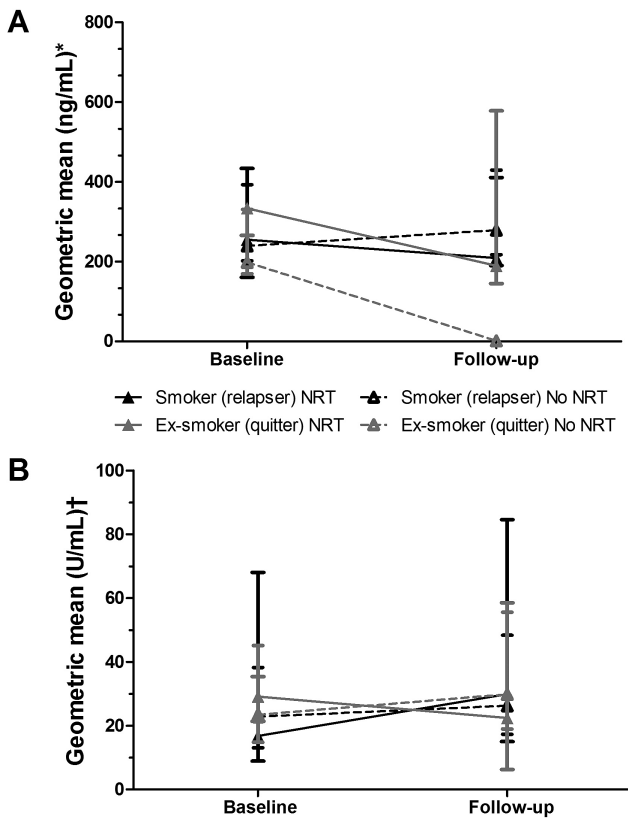 A
Geometric mean (ng/mL)*
800
600
400
200
0
Baseline Follow-up
Smoker (relapser) NRT Smoker (relapser) No NRT
Ex-smoker (quitter) NRT Ex-smoker (quitter) No NRT
B
Geometric mean (U/mL)†
100
80
60
40
20
0
Baseline Follow-up